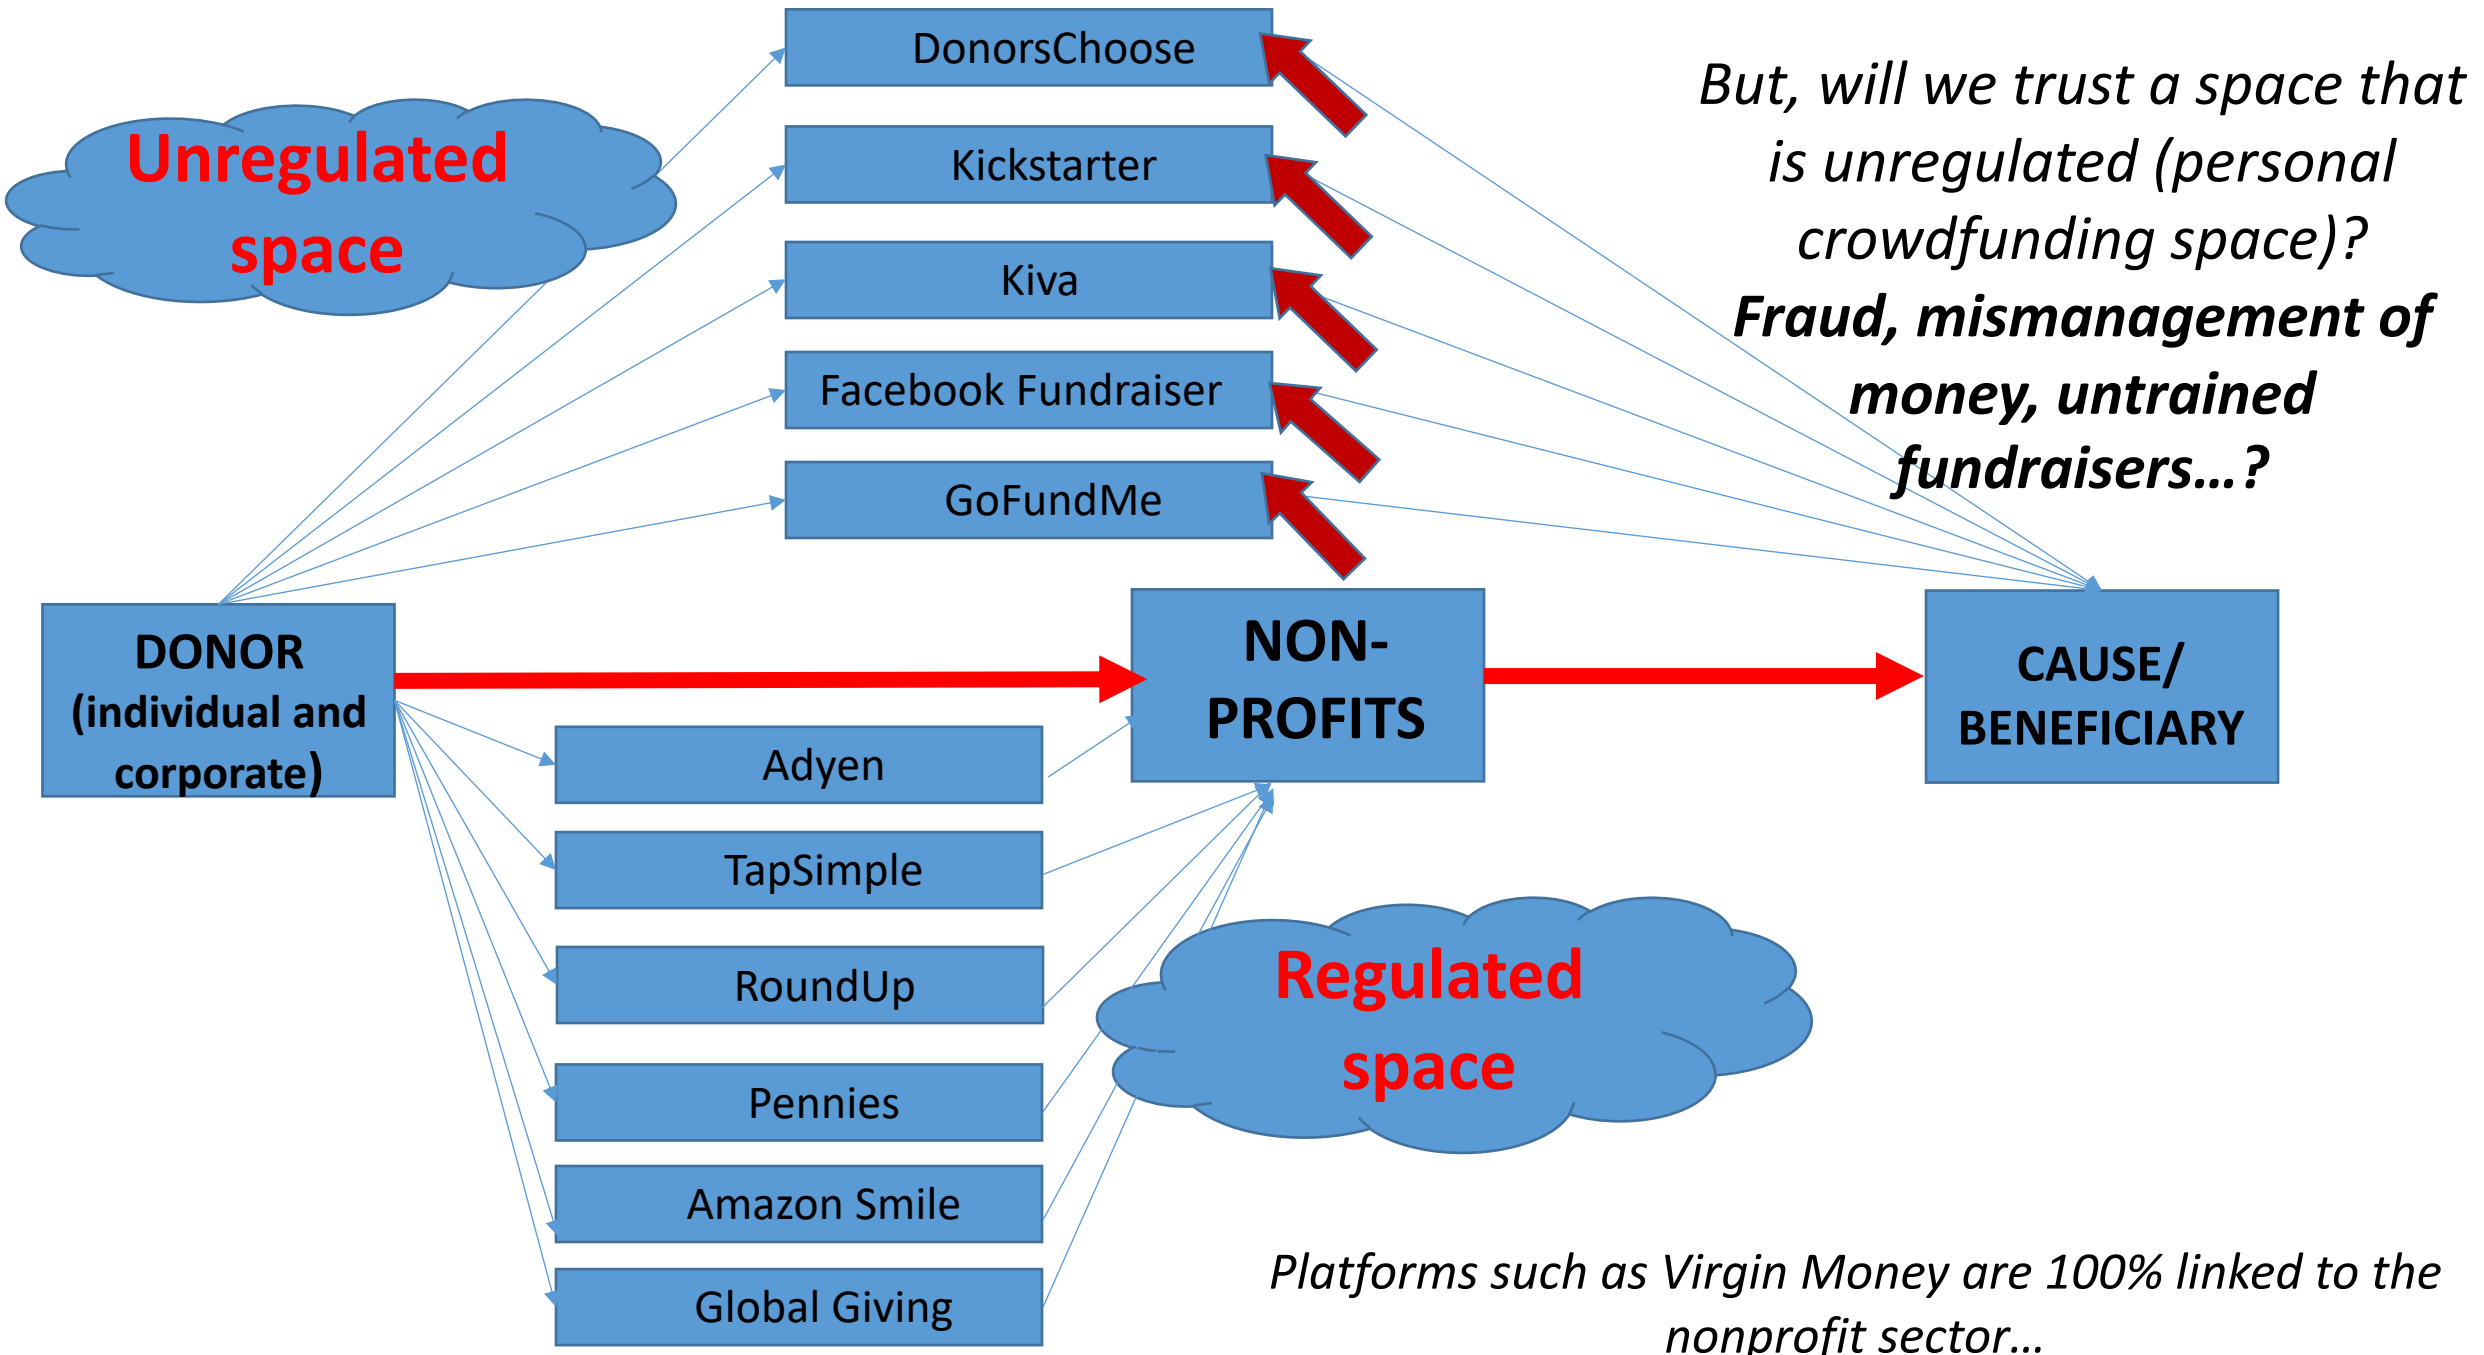 DonorsChoose
Kickstarter
Kiva
Facebook Fundraiser
GoFundMe
Unregulated
space
But, will we trust a space that
is unregulated (personal
crowdfunding space)?
Fraud, mismanagement of
money, untrained
fundraisers…?
DONOR
(individual and
corporate)
NON-
PROFITS
CAUSE/
BENEFICIARY
Adyen
TapSimple
RoundUp
Pennies
Amazon Smile
Global Giving
Regulated
space
Platforms such as Virgin Money are 100% linked to the
nonprofit sector…